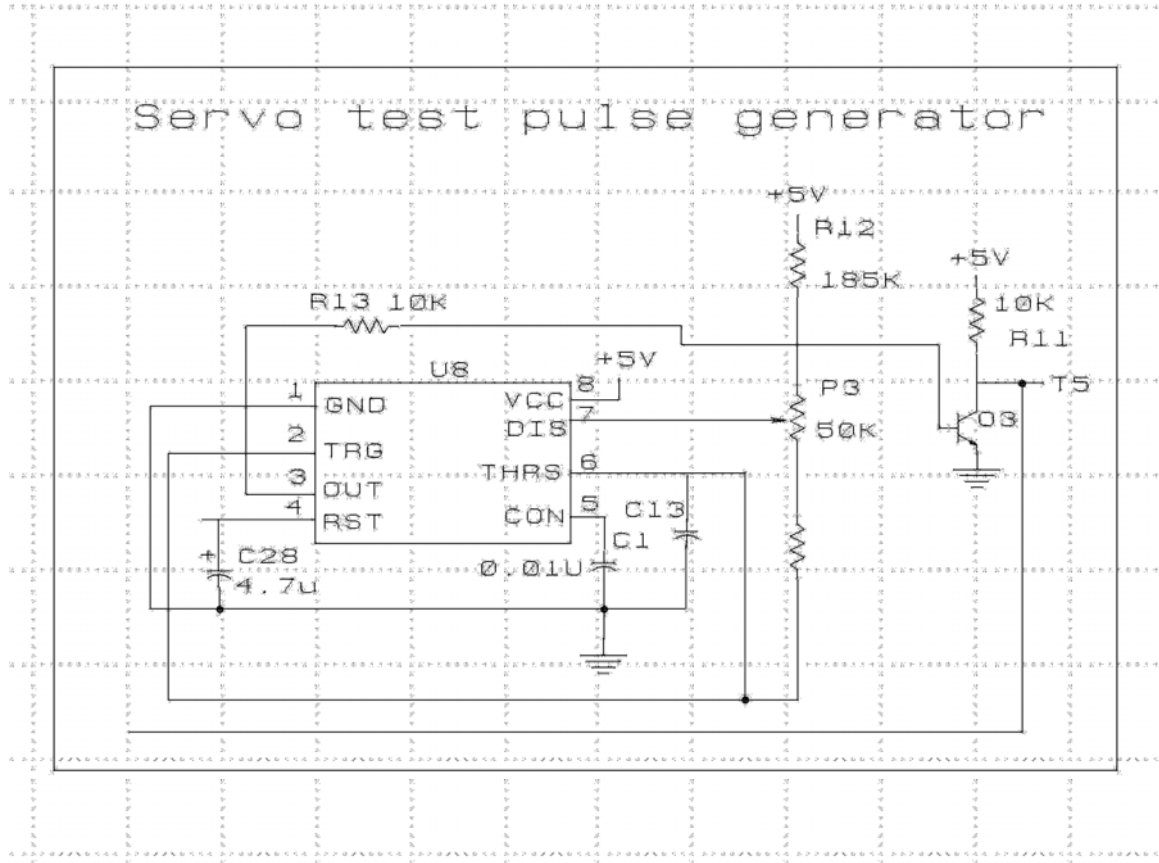 Servo test pulse generator
+5V
R12
185K
+5V
10K
R11
R13 10K
U8
+5V
1
GND
2
TRG
3
OUT
4
RST
VCC
8
DIS
7
THRS
6
CON
5
P3
50K
T5
Q3
C13
C1
0.01U
+
C28
4.7u